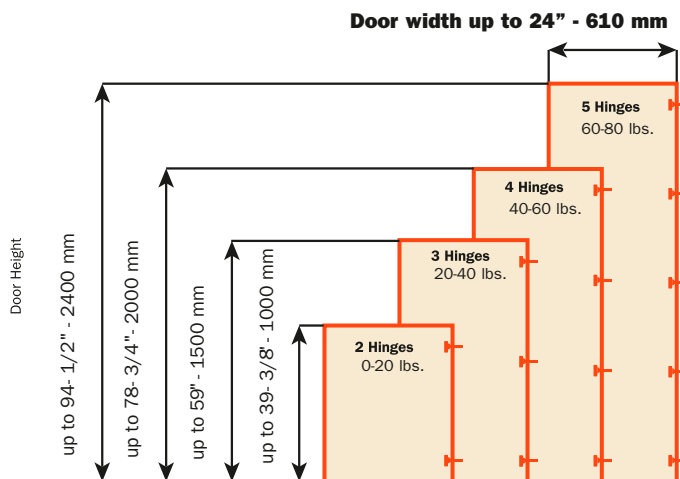 Door width up to 24” - 610 mm
5 Hinges
60-80 lbs.
4 Hinges
40-60 lbs.
3 Hinges
20-40 lbs.
2 Hinges
0-20 lbs.
Door Height
up to 94- 1/2" - 2400 mm
up to 78- 3/4"- 2000 mm
up to 59" - 1500 mm
up to 39- 3/8" - 1000 mm